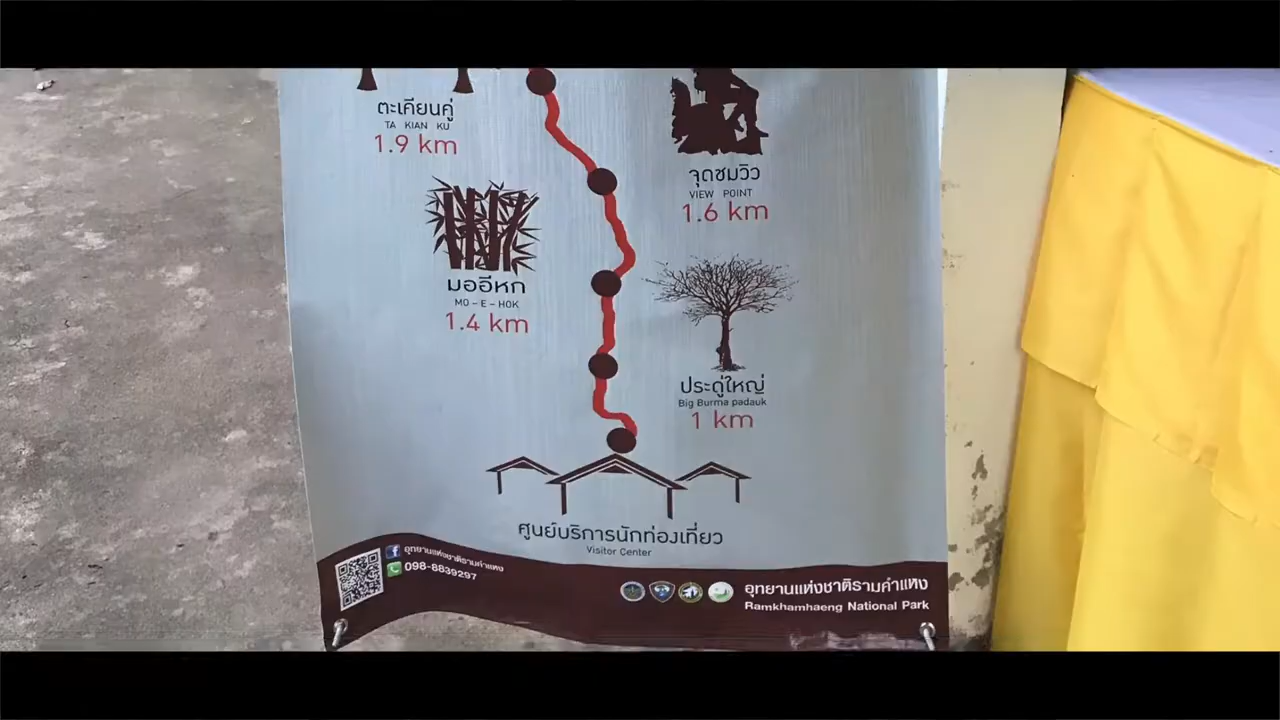 ตะเคียนคู่
TA KIAN KU
1.9 km
จุดชมวิว
VIEW POINT
1.6 km
มออีหก
MO - E - HOK
1.4 km
ประดู่ใหญ่
Big Burma padauk
1 km
ศูนย์บริการนักท่องเที่ยว
Visitor Center
อุทยานแห่งชาติรามคำแหง
098-8839297
อุทยานแห่งชาติรามคำแหง
Ramkhamhaeng National Park